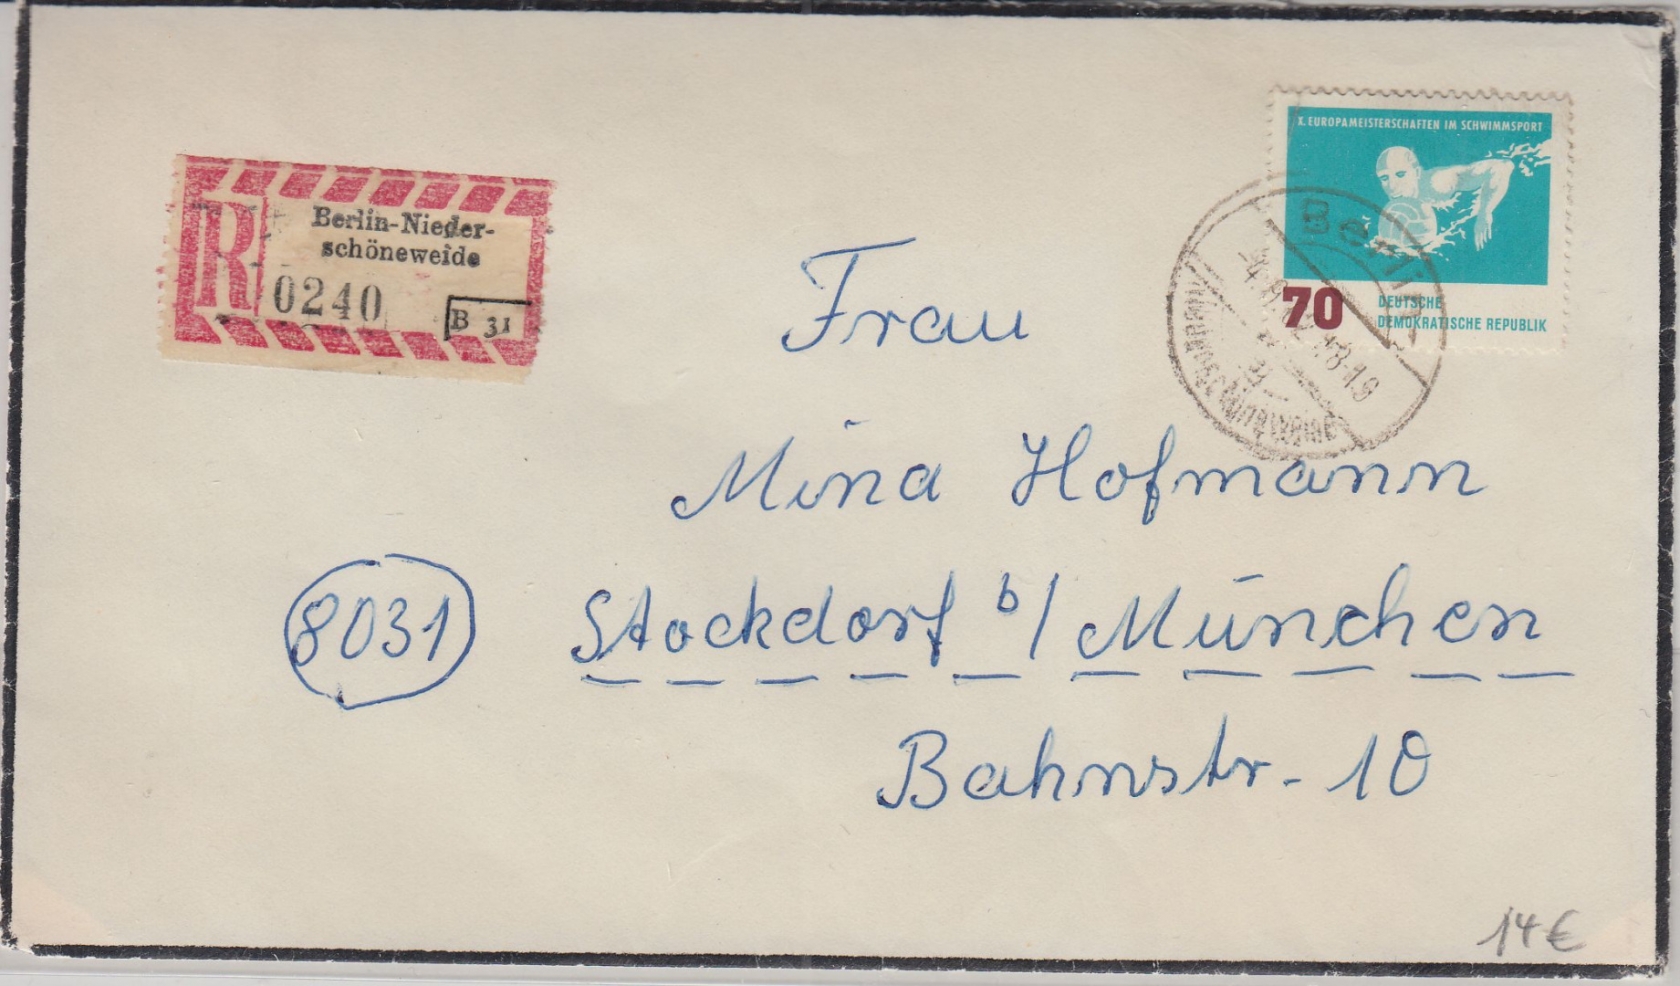 X. EUROPAMEISTERSCHAFTEN IM SCHWIMMSPORT
70
DEUTSCHE
DEMOKRATISCHE REPUBLIK
Berlin
R
Berlin-Nieder-
schöneweide
0240
B 31
Frau
Mina Hofmann
8031
Stockdorf b/ München
Bahnstr. 10
14€